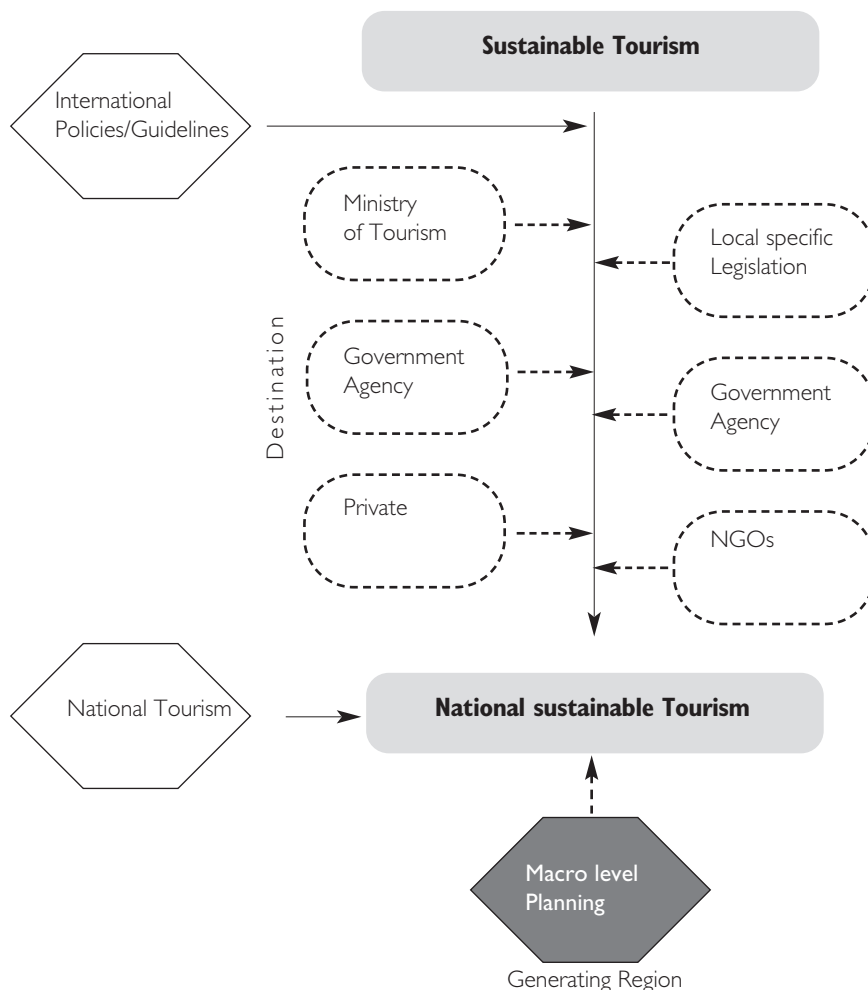 Sustainable Tourism
International
Policies/Guidelines
Ministry
of Tourism
Local specific
Legislation
Destination
Government
Agency
Government
Agency
Private
NGOs
National Tourism
National sustainable Tourism
Macro level
Planning
Generating Region